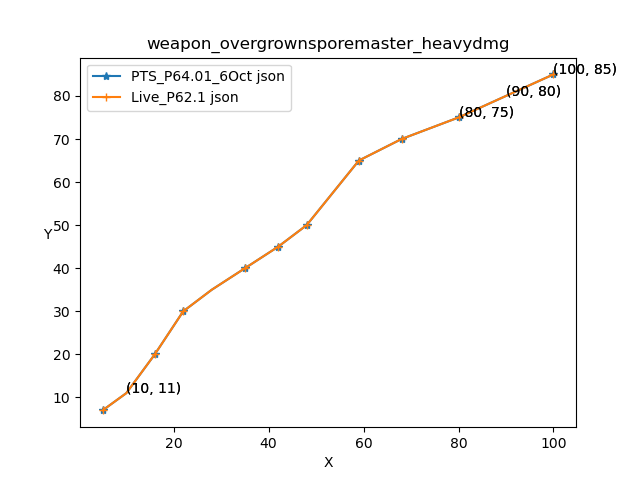 weapon_overgrownsporemaster_heavydmg
PTS_P64.01_6Oct json
Live_P62.1 json
(100, 85)
(90, 80)
(80, 75)
(10, 11)
80
70
60
50
40
30
20
10
Y
20 40 60 80 100
X